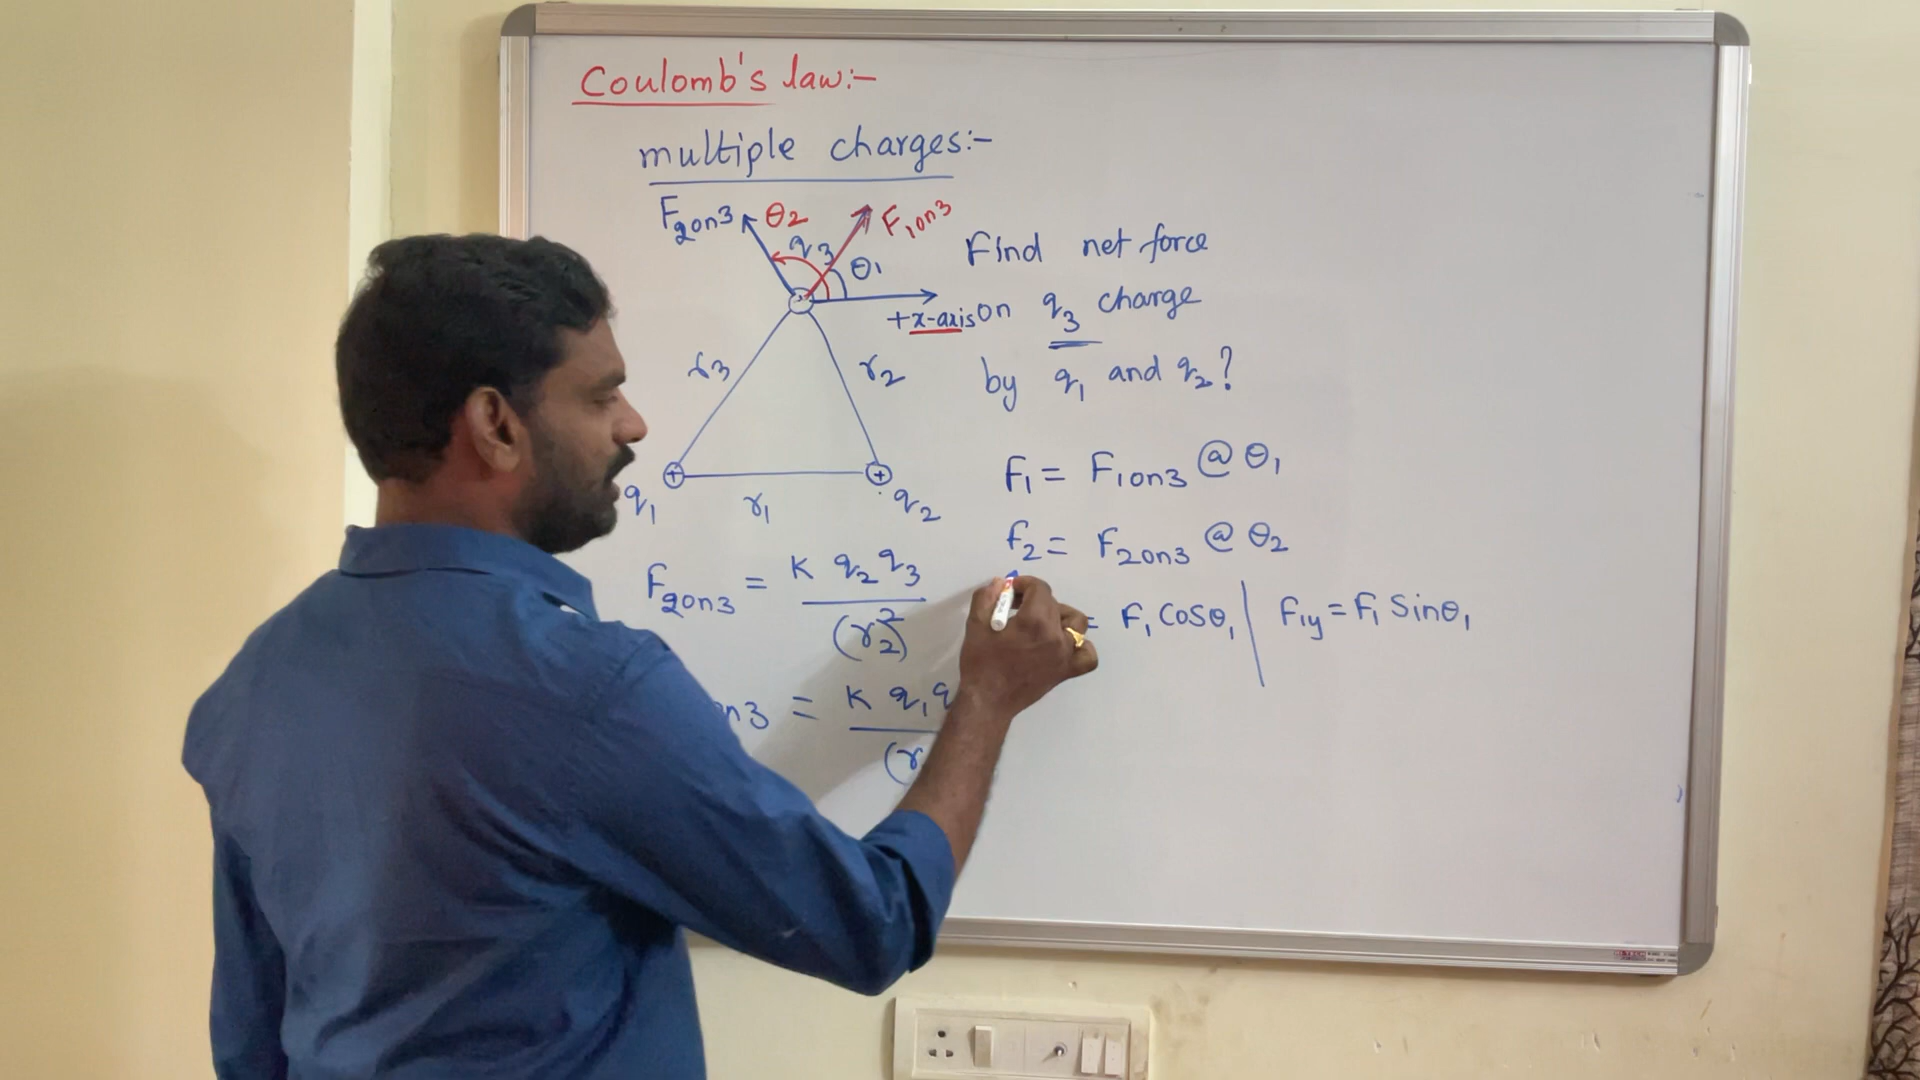 Coulomb's law:-
multiple charges:-
F2on3 θ2 F1on3
q3 θ1
+x-axis
r3 r2
q1 r1 q2
Find net force
on q3 charge
by q1 and q2?
F1 = F1on3 @ θ1
F2 = F2on3 @ θ2
= F1 Cosθ1 | F1y = F1 Sinθ1
F2on3 = K q2 q3
(r2)²
on3 = K q1 q
(r